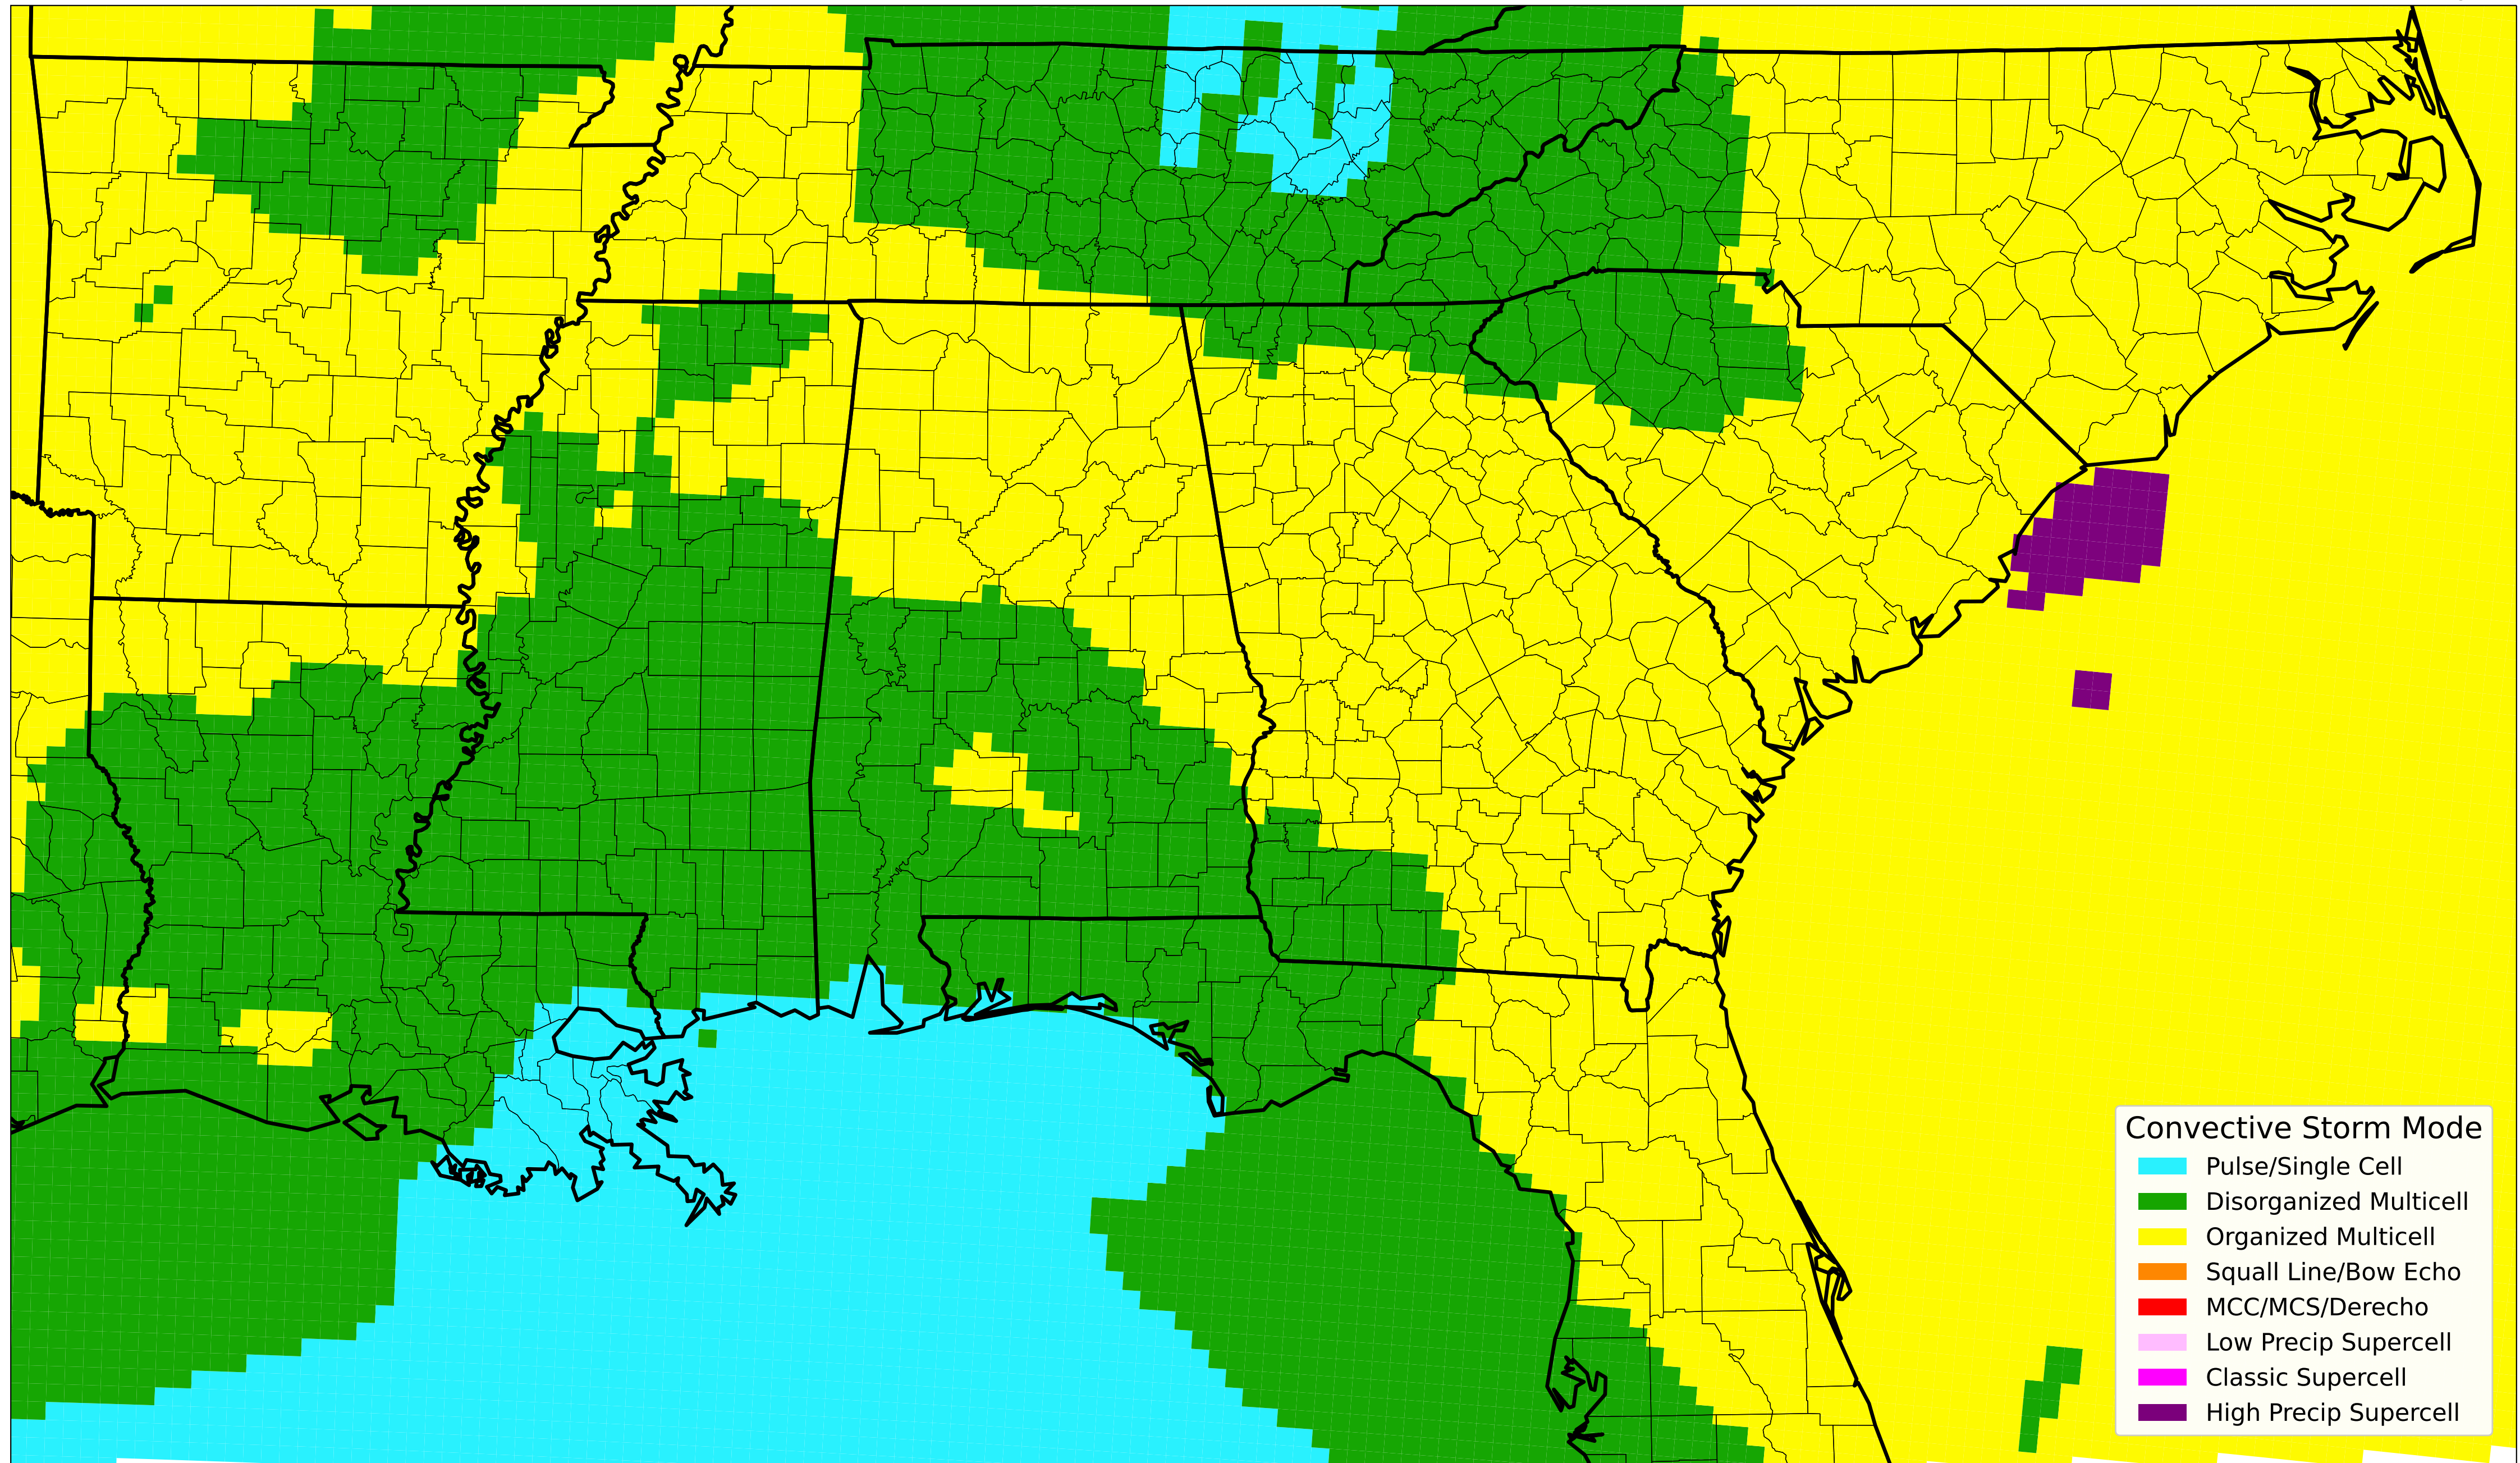 Convective Storm Mode
Pulse/Single Cell
Disorganized Multicell
Organized Multicell
Squall Line/Bow Echo
MCC/MCS/Derecho
Low Precip Supercell
Classic Supercell
High Precip Supercell